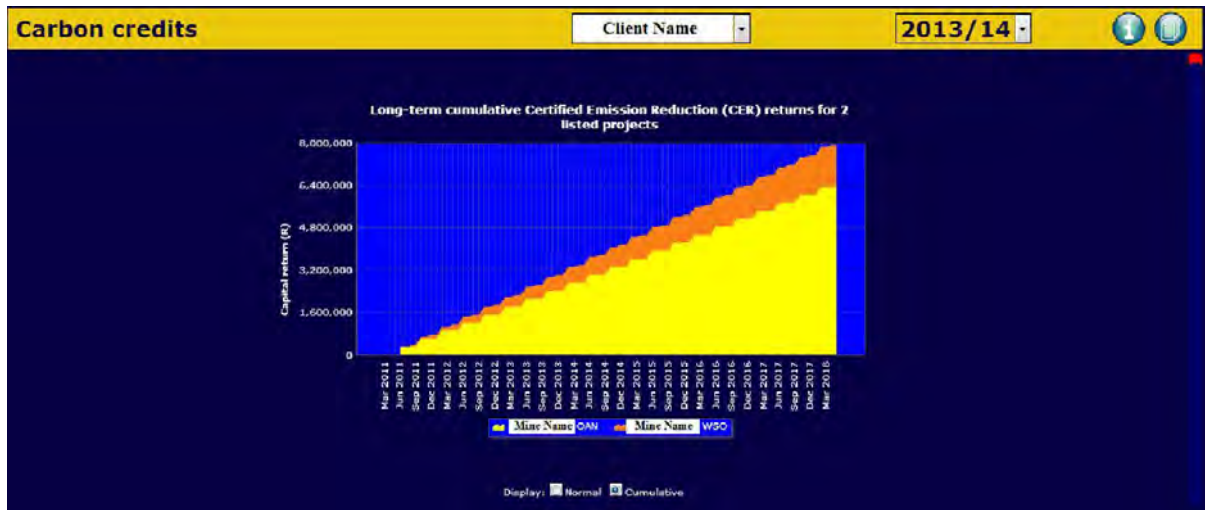 Carbon credits
Client Name
2013/14
Long-term cumulative Certified Emission Reduction (CER) returns for 2
listed projects
Capital return (R)
8,000,000
6,400,000
4,800,000
3,200,000
1,600,000
0
Mar 2011
Jun 2011
Sep 2011
Dec 2011
Mar 2012
Jun 2012
Sep 2012
Dec 2012
Mar 2013
Jun 2013
Sep 2013
Dec 2013
Mar 2014
Jun 2014
Sep 2014
Dec 2014
Mar 2015
Jun 2015
Sep 2015
Dec 2015
Mar 2016
Jun 2016
Sep 2016
Dec 2016
Mar 2017
Jun 2017
Sep 2017
Dec 2017
Mar 2018
Mine Name OAN Mine Name WSO
Display: Normal Cumulative